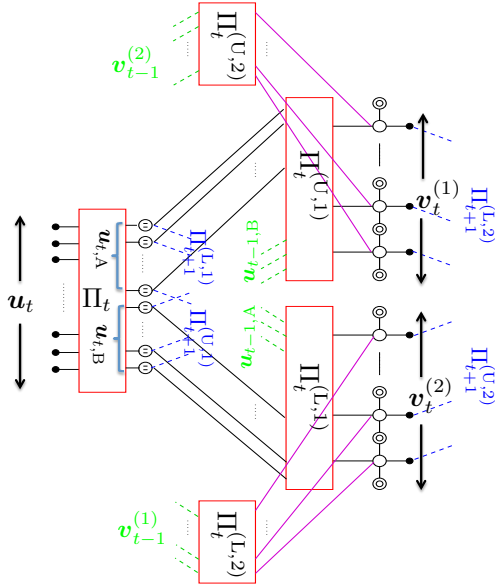 Π_t^{(U,2)}
v_{t-1}^{(2)}
Π_t^{(U,1)}
v_t^{(1)}
Π_{t+1}^{(L,2)}
u_{t-1,B}
Π_{t+1}^{(L,1)}
u_{t,A}
u_t
Π_t
u_{t,B}
Π_{t+1}^{(U,1)}
u_{t-1,A}
Π_t^{(L,1)}
v_t^{(2)}
Π_{t+1}^{(U,2)}
v_{t-1}^{(1)}
Π_t^{(L,2)}